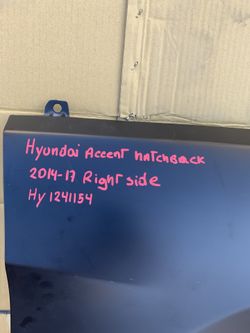 Hyundai Accent hatchback
2014-17 Right side
Hy 1241154